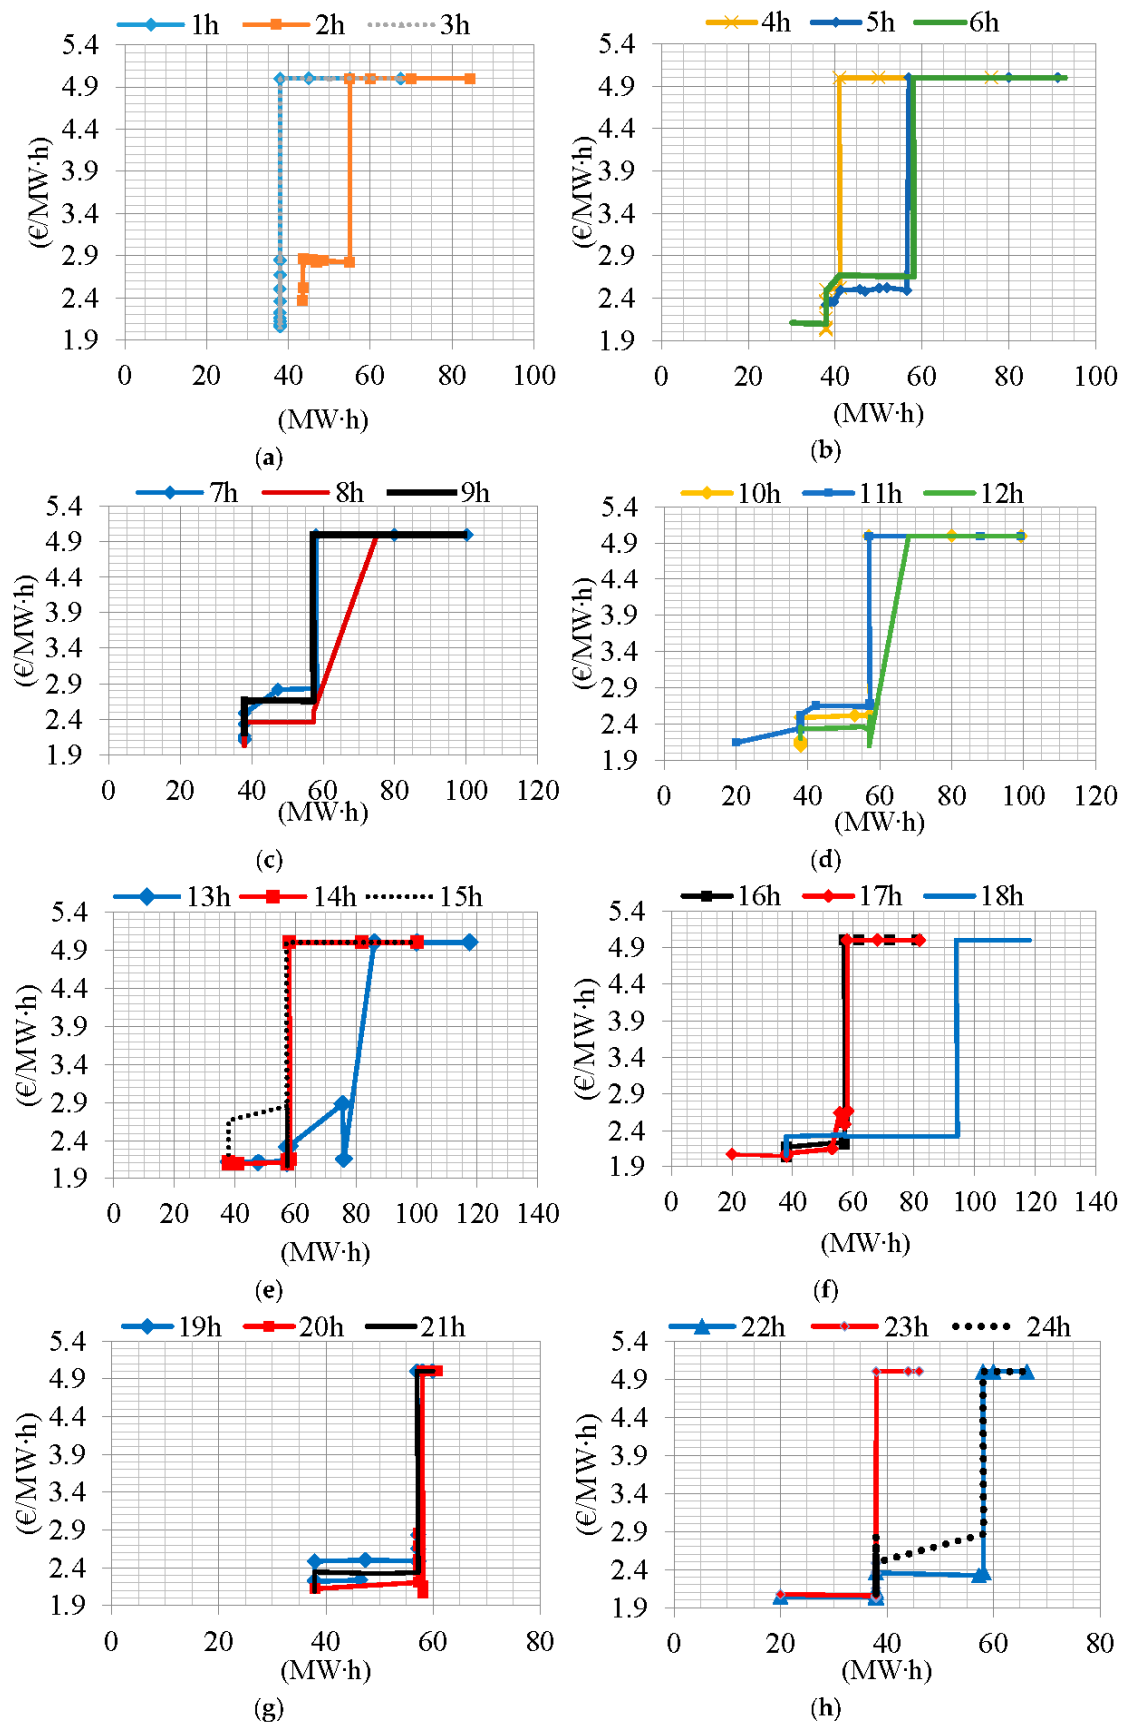 1h 2h 3h
5.4
4.9
4.4
3.9
3.4
2.9
2.4
1.9
(€/MW·h)
0 20 40 60 80 100
(MW·h)
(a)
4h 5h 6h
5.4
4.9
4.4
3.9
3.4
2.9
2.4
1.9
(€/MW·h)
0 20 40 60 80 100
(MW·h)
(b)
7h 8h 9h
5.4
4.9
4.4
3.9
3.4
2.9
2.4
1.9
(€/MW·h)
0 20 40 60 80 100 120
(MW·h)
(c)
10h 11h 12h
5.4
4.9
4.4
3.9
3.4
2.9
2.4
1.9
(€/MW·h)
0 20 40 60 80 100 120
(MW·h)
(d)
13h 14h 15h
5.4
4.9
4.4
3.9
3.4
2.9
2.4
1.9
(€/MW·h)
0 20 40 60 80 100 120 140
(MW·h)
(e)
16h 17h 18h
5.4
4.9
4.4
3.9
3.4
2.9
2.4
1.9
(€/MW·h)
0 20 40 60 80 100 120 140
(MW·h)
(f)
19h 20h 21h
5.4
4.9
4.4
3.9
3.4
2.9
2.4
1.9
(€/MW·h)
0 20 40 60 80
(MW·h)
(g)
22h 23h 24h
5.4
4.9
4.4
3.9
3.4
2.9
2.4
1.9
(€/MW·h)
0 20 40 60 80
(MW·h)
(h)